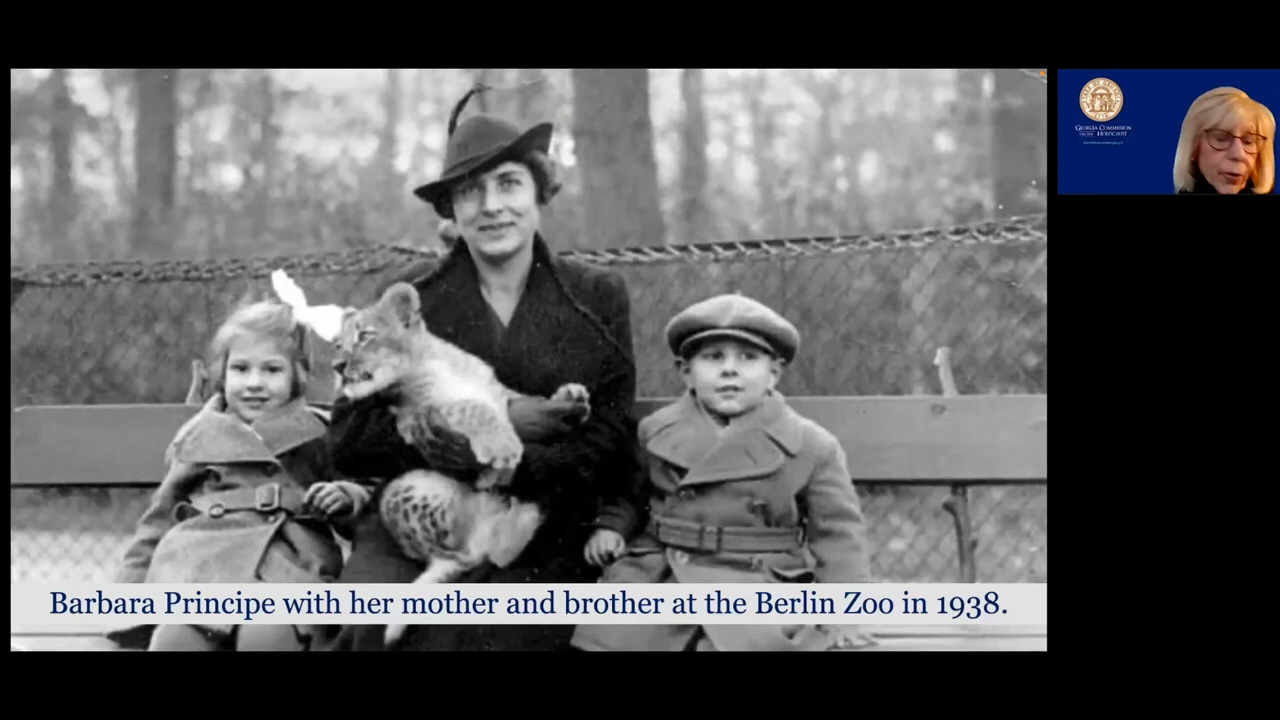 Barbara Principe with her mother and brother at the Berlin Zoo in 1938.
GEORGIA COMMISSION
ON THE HOLOCAUST